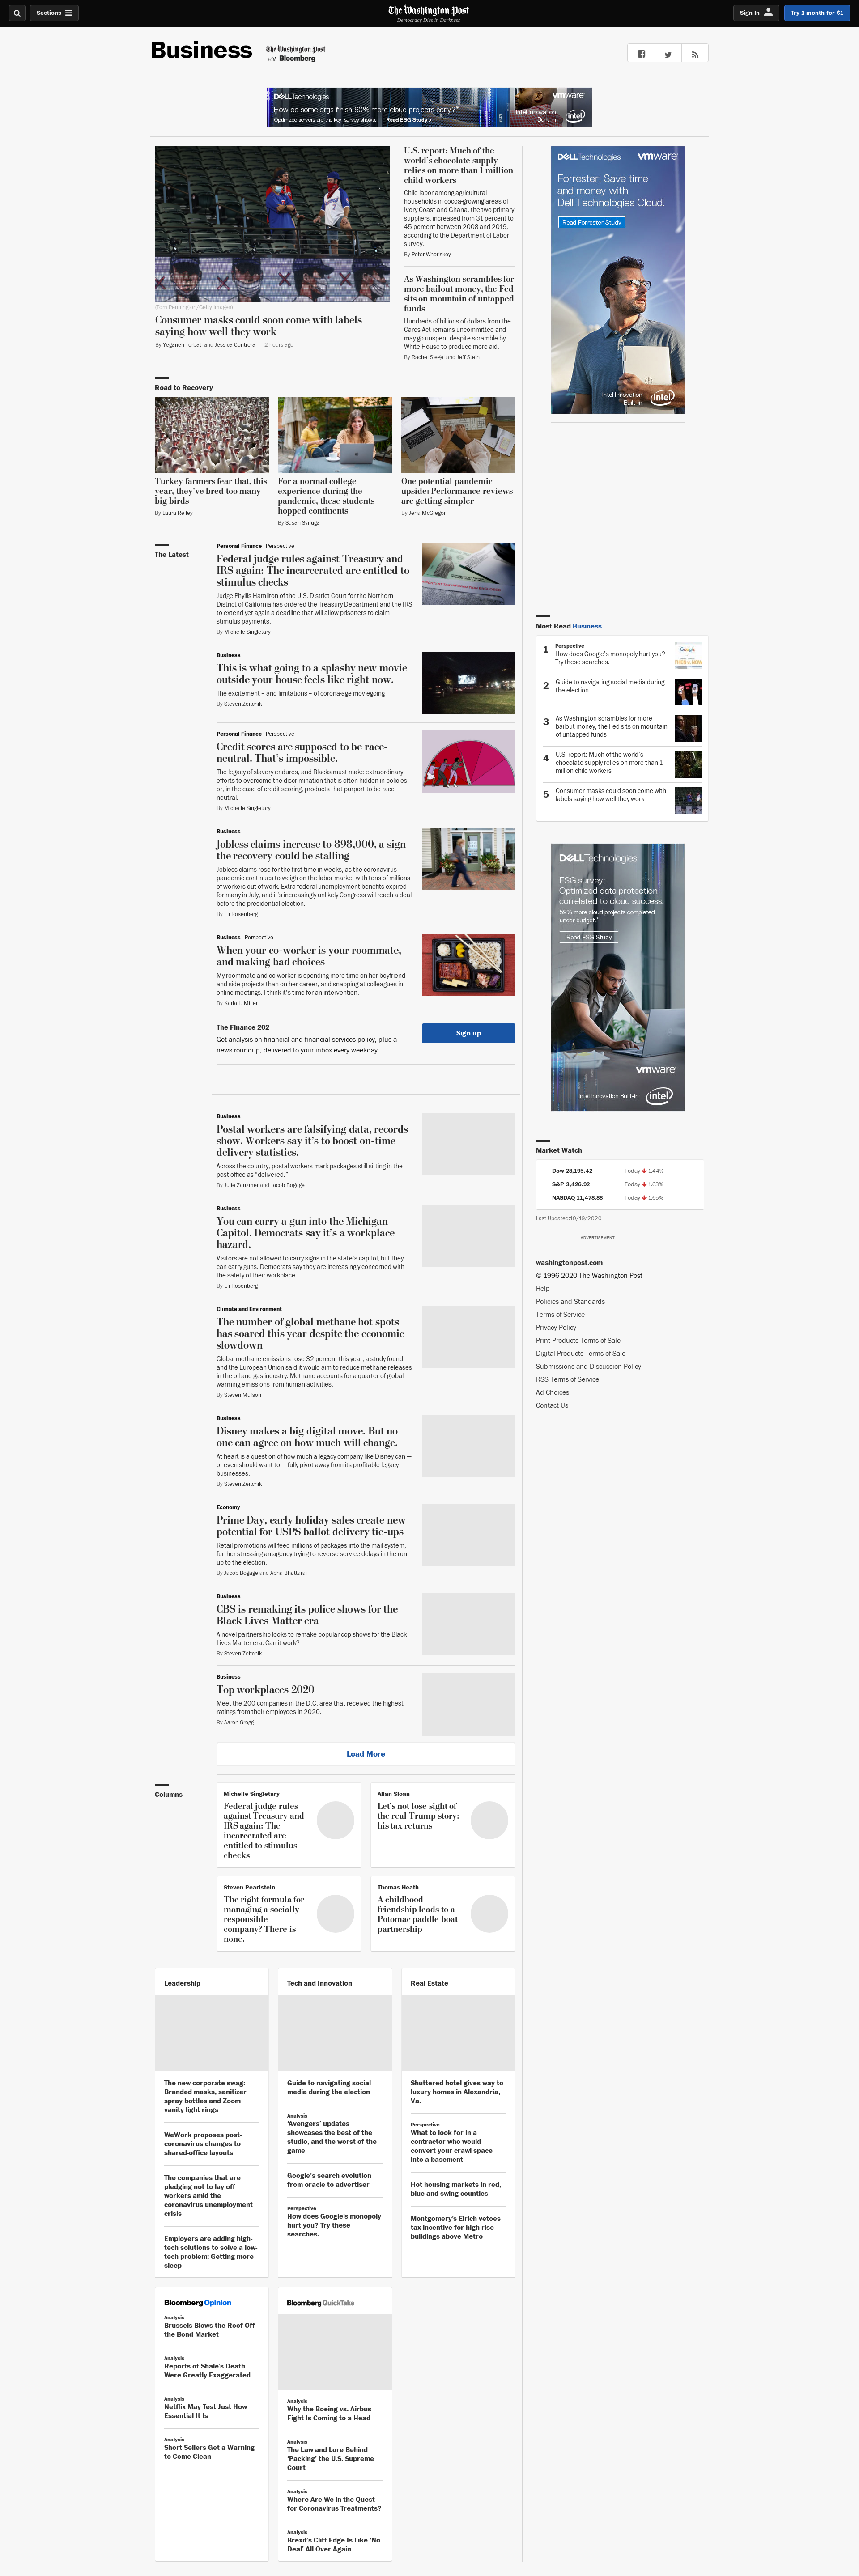 Sections
The Washington Post
Democracy Dies in Darkness
Sign In
Try 1 month for $1
Business
The Washington Post
with Bloomberg
DELLTechnologies
How do some orgs finish 60% more cloud projects early?*
Optimized servers are the key, survey shows. Read ESG Study ›
vmware
Intel Innovation
Built-in
intel
(Tom Pennington/Getty Images)
Consumer masks could soon come with labels
saying how well they work
By Yeganeh Torbati and Jessica Contrera • 2 hours ago
U.S. report: Much of the
world's chocolate supply
relies on more than 1 million
child workers
Child labor among agricultural
households in cocoa-growing areas of
Ivory Coast and Ghana, the two primary
suppliers, increased from 31 percent to
45 percent between 2008 and 2019,
according to the Department of Labor
survey.
By Peter Whoriskey
As Washington scrambles for
more bailout money, the Fed
sits on mountain of untapped
funds
Hundreds of billions of dollars from the
Cares Act remains uncommitted and
may go unspent despite scramble by
White House to produce more aid.
By Rachel Siegel and Jeff Stein
DELLTechnologies
vmware
Forrester: Save time
and money with
Dell Technologies Cloud.
Read Forrester Study
Intel Innovation
Built-in
intel
Road to Recovery
Turkey farmers fear that, this
year, they've bred too many
big birds
By Laura Reiley
For a normal college
experience during the
pandemic, these students
hopped continents
By Susan Svrluga
One potential pandemic
upside: Performance reviews
are getting simpler
By Jena McGregor
The Latest
Personal Finance Perspective
Federal judge rules against Treasury and
IRS again: The incarcerated are entitled to
stimulus checks
Judge Phyllis Hamilton of the U.S. District Court for the Northern
District of California has ordered the Treasury Department and the IRS
to extend yet again a deadline that will allow prisoners to claim
stimulus payments.
By Michelle Singletary
Business
This is what going to a splashy new movie
outside your house feels like right now.
The excitement – and limitations – of corona-age moviegoing
By Steven Zeitchik
Personal Finance Perspective
Credit scores are supposed to be race-
neutral. That's impossible.
The legacy of slavery endures, and Blacks must make extraordinary
efforts to overcome the discrimination that is often hidden in policies
or, in the case of credit scoring, products that purport to be race-
neutral.
By Michelle Singletary
Business
Jobless claims increase to 898,000, a sign
the recovery could be stalling
Jobless claims rose for the first time in weeks, as the coronavirus
pandemic continues to weigh on the labor market with tens of millions
of workers out of work. Extra federal unemployment benefits expired
for many in July, and it's increasingly unlikely Congress will reach a deal
before the presidential election.
By Eli Rosenberg
Business Perspective
When your co-worker is your roommate,
and making bad choices
My roommate and co-worker is spending more time on her boyfriend
and side projects than on her career, and snapping at colleagues in
online meetings. I think it's time for an intervention.
By Karla L. Miller
The Finance 202
Get analysis on financial and financial-services policy, plus a
news roundup, delivered to your inbox every weekday.
Sign up
Business
Postal workers are falsifying data, records
show. Workers say it's to boost on-time
delivery statistics.
Across the country, postal workers mark packages still sitting in the
post office as "delivered."
By Julie Zauzmer and Jacob Bogage
Business
You can carry a gun into the Michigan
Capitol. Democrats say it's a workplace
hazard.
Visitors are not allowed to carry signs in the state's capitol, but they
can carry guns. Democrats say they are increasingly concerned with
the safety of their workplace.
By Eli Rosenberg
Climate and Environment
The number of global methane hot spots
has soared this year despite the economic
slowdown
Global methane emissions rose 32 percent this year, a study found,
and the European Union said it would aim to reduce methane releases
in the oil and gas industry. Methane accounts for a quarter of global
warming emissions from human activities.
By Steven Mufson
Business
Disney makes a big digital move. But no
one can agree on how much will change.
At heart is a question of how much a legacy company like Disney can —
or even should want to — fully pivot away from its profitable legacy
businesses.
By Steven Zeitchik
Economy
Prime Day, early holiday sales create new
potential for USPS ballot delivery tie-ups
Retail promotions will feed millions of packages into the mail system,
further stressing an agency trying to reverse service delays in the run-
up to the election.
By Jacob Bogage and Abha Bhattarai
Business
CBS is remaking its police shows for the
Black Lives Matter era
A novel partnership looks to remake popular cop shows for the Black
Lives Matter era. Can it work?
By Steven Zeitchik
Business
Top workplaces 2020
Meet the 200 companies in the D.C. area that received the highest
ratings from their employees in 2020.
By Aaron Gregg
Load More
Most Read Business
1 Perspective
How does Google's monopoly hurt you?
Try these searches.
2 Guide to navigating social media during
the election
3 As Washington scrambles for more
bailout money, the Fed sits on mountain
of untapped funds
4 U.S. report: Much of the world's
chocolate supply relies on more than 1
million child workers
5 Consumer masks could soon come with
labels saying how well they work
DELLTechnologies
ESG survey:
Optimized data protection
correlated to cloud success.
59% more cloud projects completed
under budget.*
Read ESG Study
vmware
Intel Innovation Built-in
intel
Market Watch
Dow 28,195.42 Today 1.44%
S&P 3,426.92 Today 1.63%
NASDAQ 11,478.88 Today 1.65%
Last Updated:10/19/2020
ADVERTISEMENT
washingtonpost.com
© 1996-2020 The Washington Post
Help
Policies and Standards
Terms of Service
Privacy Policy
Print Products Terms of Sale
Digital Products Terms of Sale
Submissions and Discussion Policy
RSS Terms of Service
Ad Choices
Contact Us
Columns
Michelle Singletary
Federal judge rules
against Treasury and
IRS again: The
incarcerated are
entitled to stimulus
checks
Allan Sloan
Let's not lose sight of
the real Trump story:
his tax returns
Steven Pearlstein
The right formula for
managing a socially
responsible
company? There is
none.
Thomas Heath
A childhood
friendship leads to a
Potomac paddle boat
partnership
Leadership
The new corporate swag:
Branded masks, sanitizer
spray bottles and Zoom
vanity light rings
WeWork proposes post-
coronavirus changes to
shared-office layouts
The companies that are
pledging not to lay off
workers amid the
coronavirus unemployment
crisis
Employers are adding high-
tech solutions to solve a low-
tech problem: Getting more
sleep
Tech and Innovation
Guide to navigating social
media during the election
Analysis
'Avengers' updates
showcases the best of the
studio, and the worst of the
game
Google's search evolution
from oracle to advertiser
Perspective
How does Google's monopoly
hurt you? Try these
searches.
Real Estate
Shuttered hotel gives way to
luxury homes in Alexandria,
Va.
Perspective
What to look for in a
contractor who would
convert your crawl space
into a basement
Hot housing markets in red,
blue and swing counties
Montgomery's Elrich vetoes
tax incentive for high-rise
buildings above Metro
Bloomberg Opinion
Analysis
Brussels Blows the Roof Off
the Bond Market
Analysis
Reports of Shale's Death
Were Greatly Exaggerated
Analysis
Netflix May Test Just How
Essential It Is
Analysis
Short Sellers Get a Warning
to Come Clean
Bloomberg QuickTake
Analysis
Why the Boeing vs. Airbus
Fight Is Coming to a Head
Analysis
The Law and Lore Behind
'Packing' the U.S. Supreme
Court
Analysis
Where Are We in the Quest
for Coronavirus Treatments?
Analysis
Brexit's Cliff Edge Is Like 'No
Deal' All Over Again